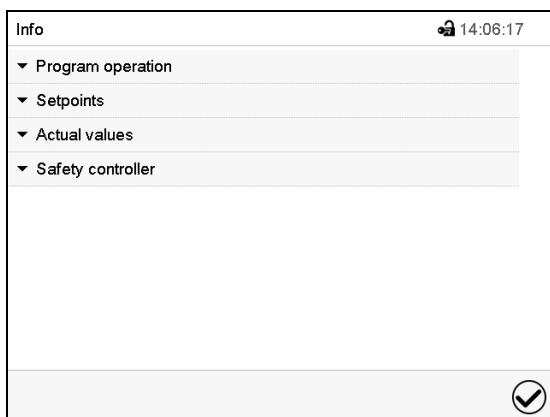 Info 14:06:17
Program operation
Setpoints
Actual values
Safety controller